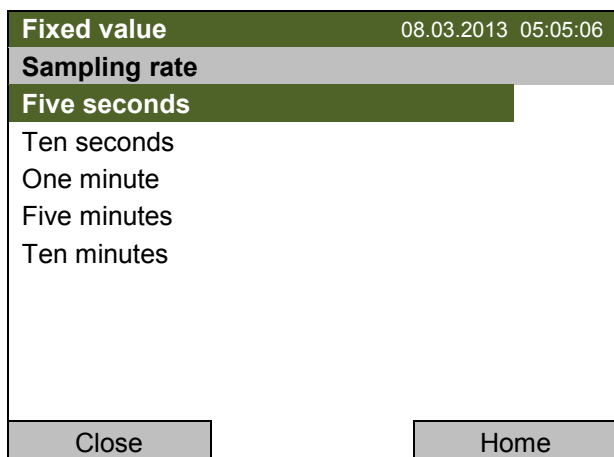 Fixed value 08.03.2013 05:05:06
Sampling rate
Five seconds
Ten seconds
One minute
Five minutes
Ten minutes
Close Home